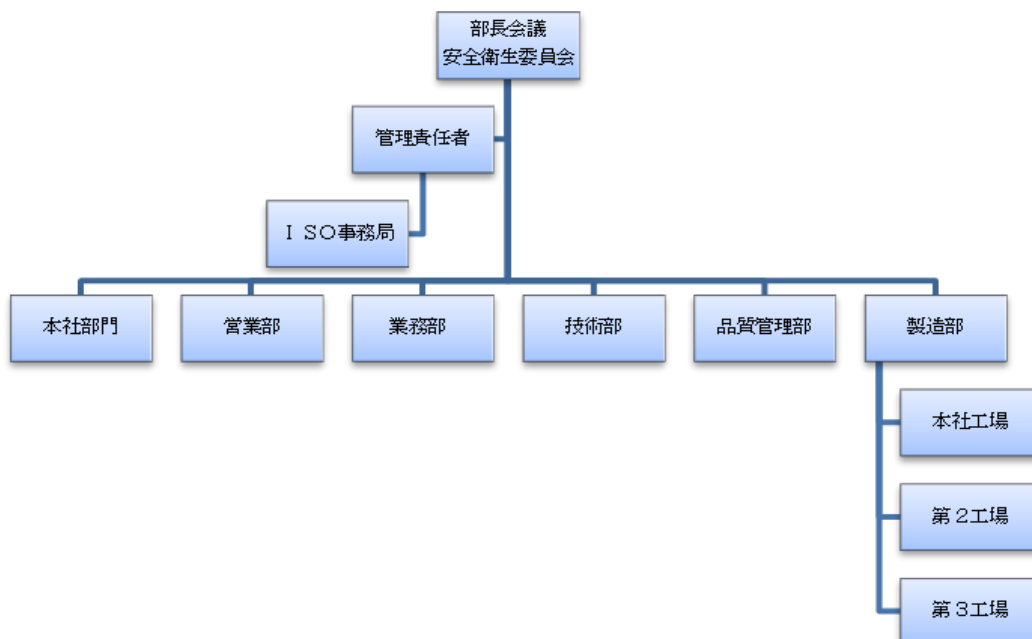 部長会議
安全衛生委員会
管理責任者
ＩＳＯ事務局
本社部門
営業部
業務部
技術部
品質管理部
製造部
本社工場
第２工場
第３工場